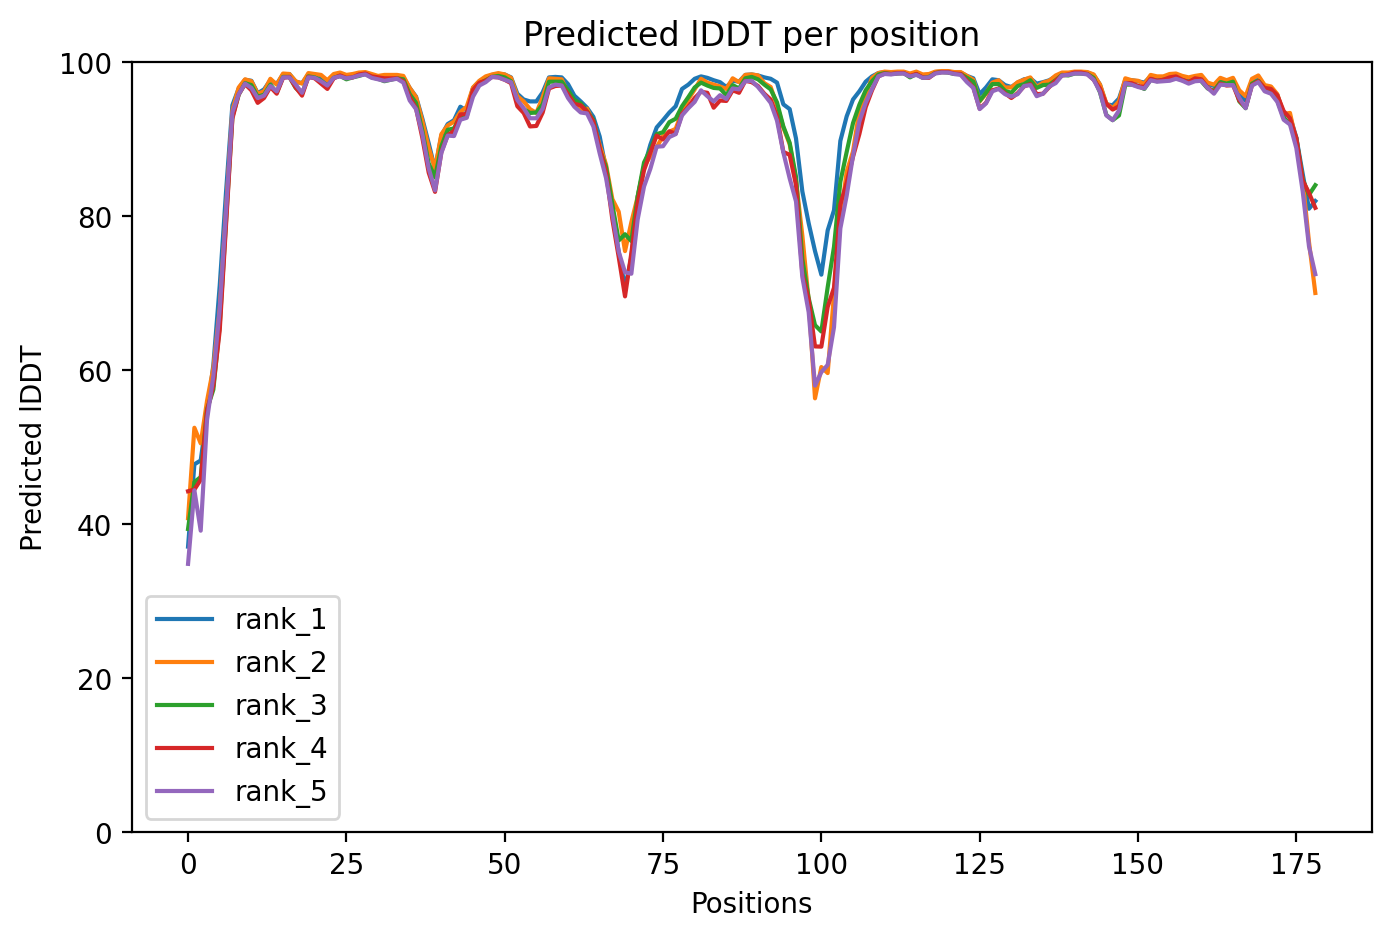 Predicted lDDT per position
100
80
60
40
20
0
Predicted lDDT
rank_1
rank_2
rank_3
rank_4
rank_5
0 25 50 75 100 125 150 175
Positions